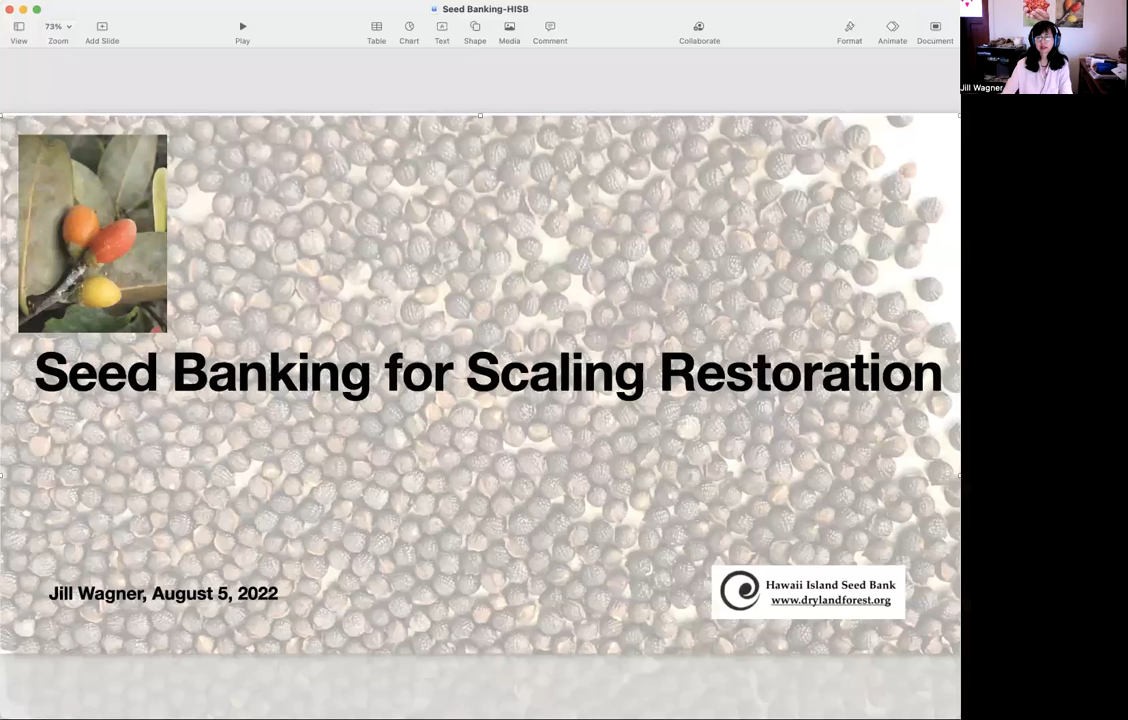 Seed Banking-HISB
73%
View
Zoom
Add Slide
Play
Table
Chart
Text
Shape
Media
Comment
Collaborate
Format
Animate
Document
Jill Wagner
Seed Banking for Scaling Restoration
Jill Wagner, August 5, 2022
Hawaii Island Seed Bank
www.drylandforest.org